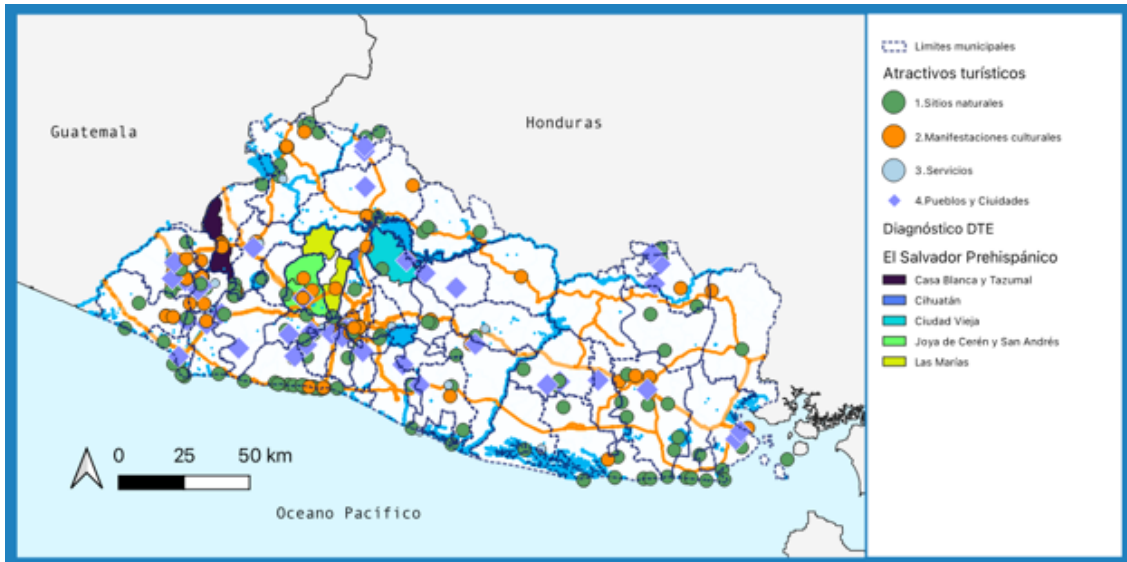 Guatemala
Honduras
0 25 50 km
Oceano Pacífico
Limites municipales
Atractivos turísticos
1.Sitios naturales
2.Manifestaciones culturales
3.Servicios
4.Pueblos y Ciuidades
Diagnóstico DTE
El Salvador Prehispánico
Casa Blanca y Tazumal
Cihuatán
Ciudad Vieja
Joya de Cerén y San Andrés
Las Marías